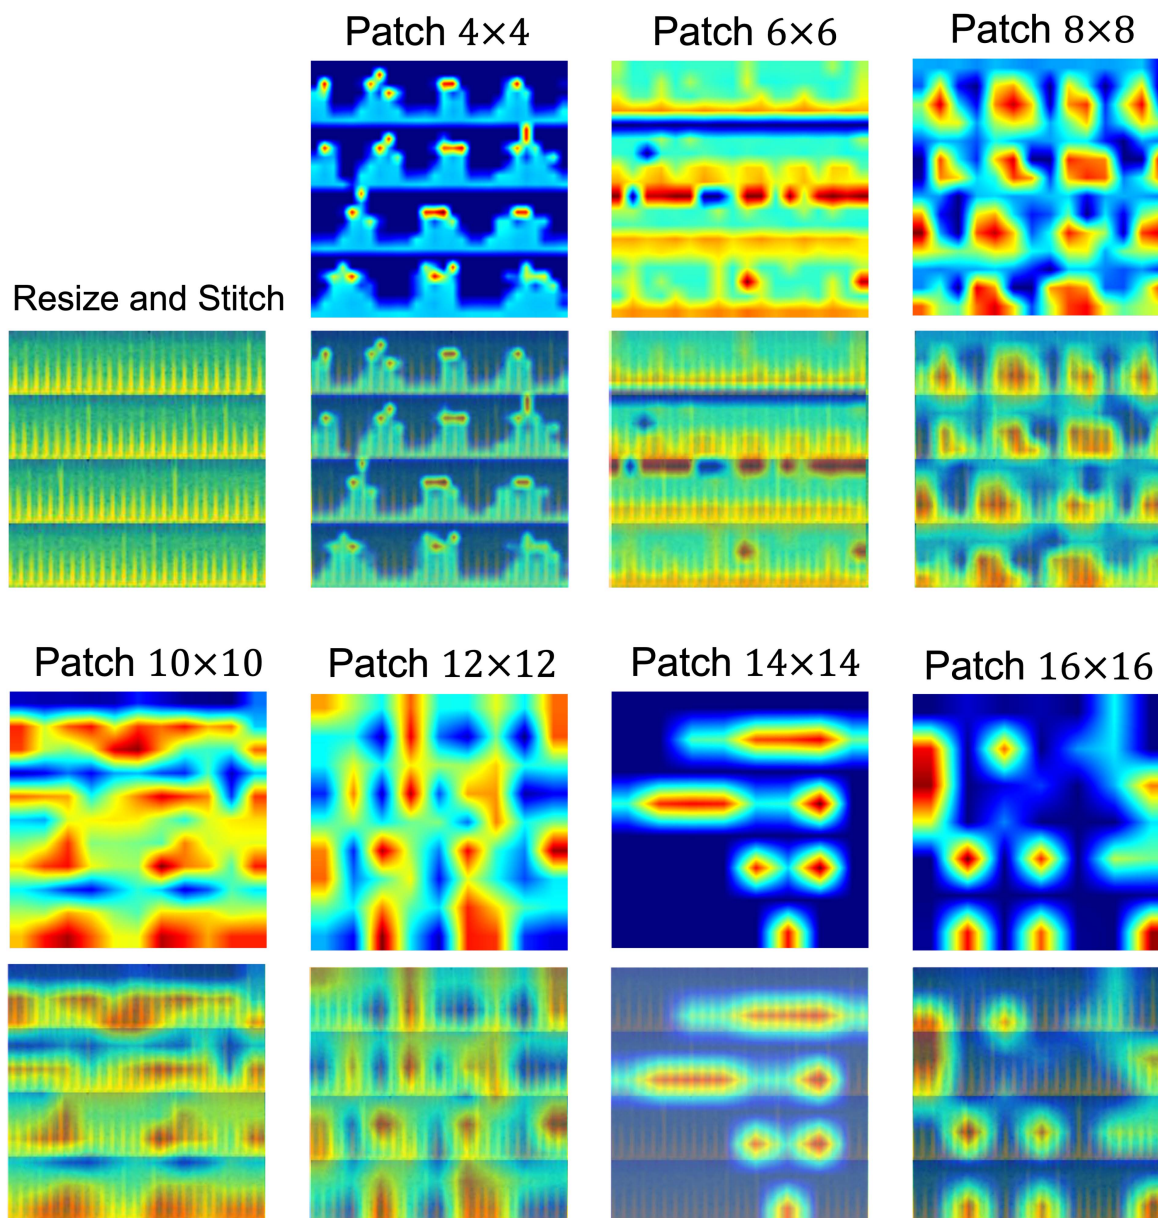 Patch 4×4
Patch 6×6
Patch 8×8
Resize and Stitch
Patch 10×10
Patch 12×12
Patch 14×14
Patch 16×16